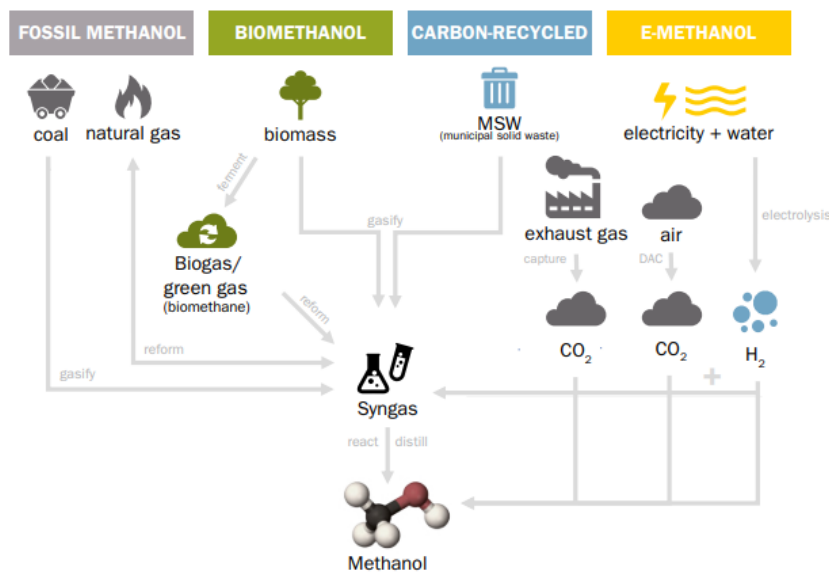 FOSSIL METHANOL
BIOMETHANOL
CARBON-RECYCLED
E-METHANOL
coal
natural gas
biomass
MSW
(municipal solid waste)
electricity + water
ferment
gasify
exhaust gas
air
electrolysis
capture
DAC
Biogas/
green gas
(biomethane)
reform
reform
gasify
CO₂
CO₂
H₂
+
Syngas
react
distill
Methanol